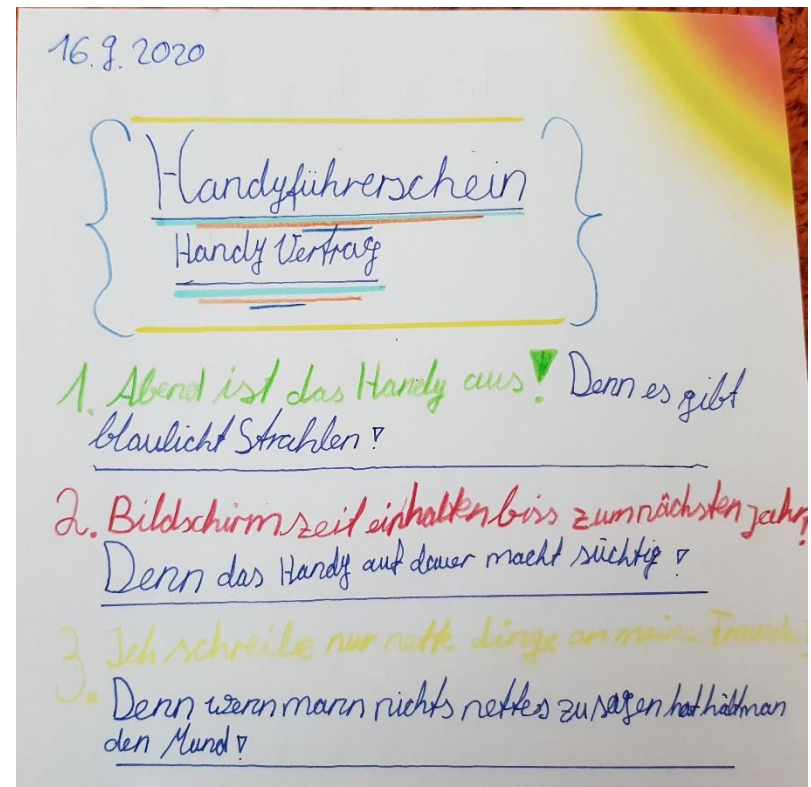 16.9.2020
Handyführerschein
Handy Vertrag
1. Abend ist das Handy aus! Denn es gibt
blaulicht Strahlen!
2. Bildschirmzeit einhalten biss zum nächsten jahr!
Denn das Handy auf dauer macht süchtig!
3. Ich schreibe nur nette dinge an meine Freunde!
Denn wenn mann nichts nettes zu sagen hat hält man
den Mund!